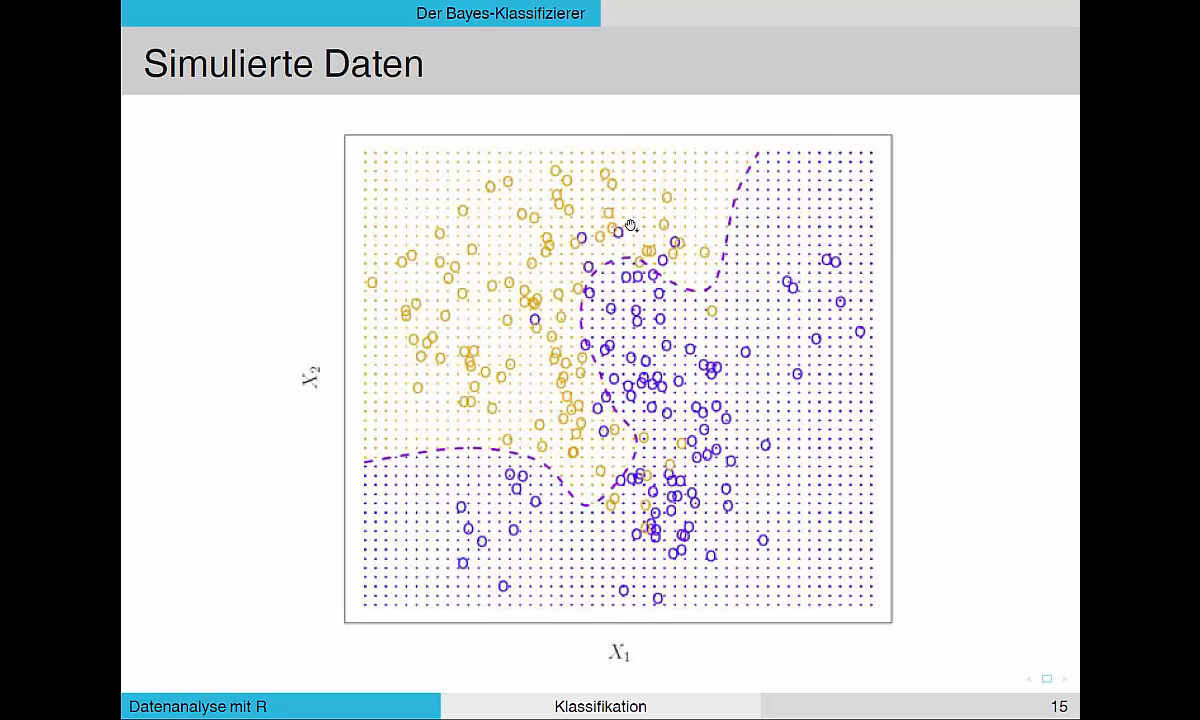 Der Bayes-Klassifizierer
Simulierte Daten
X₂
X₁
Datenanalyse mit R
Klassifikation
15